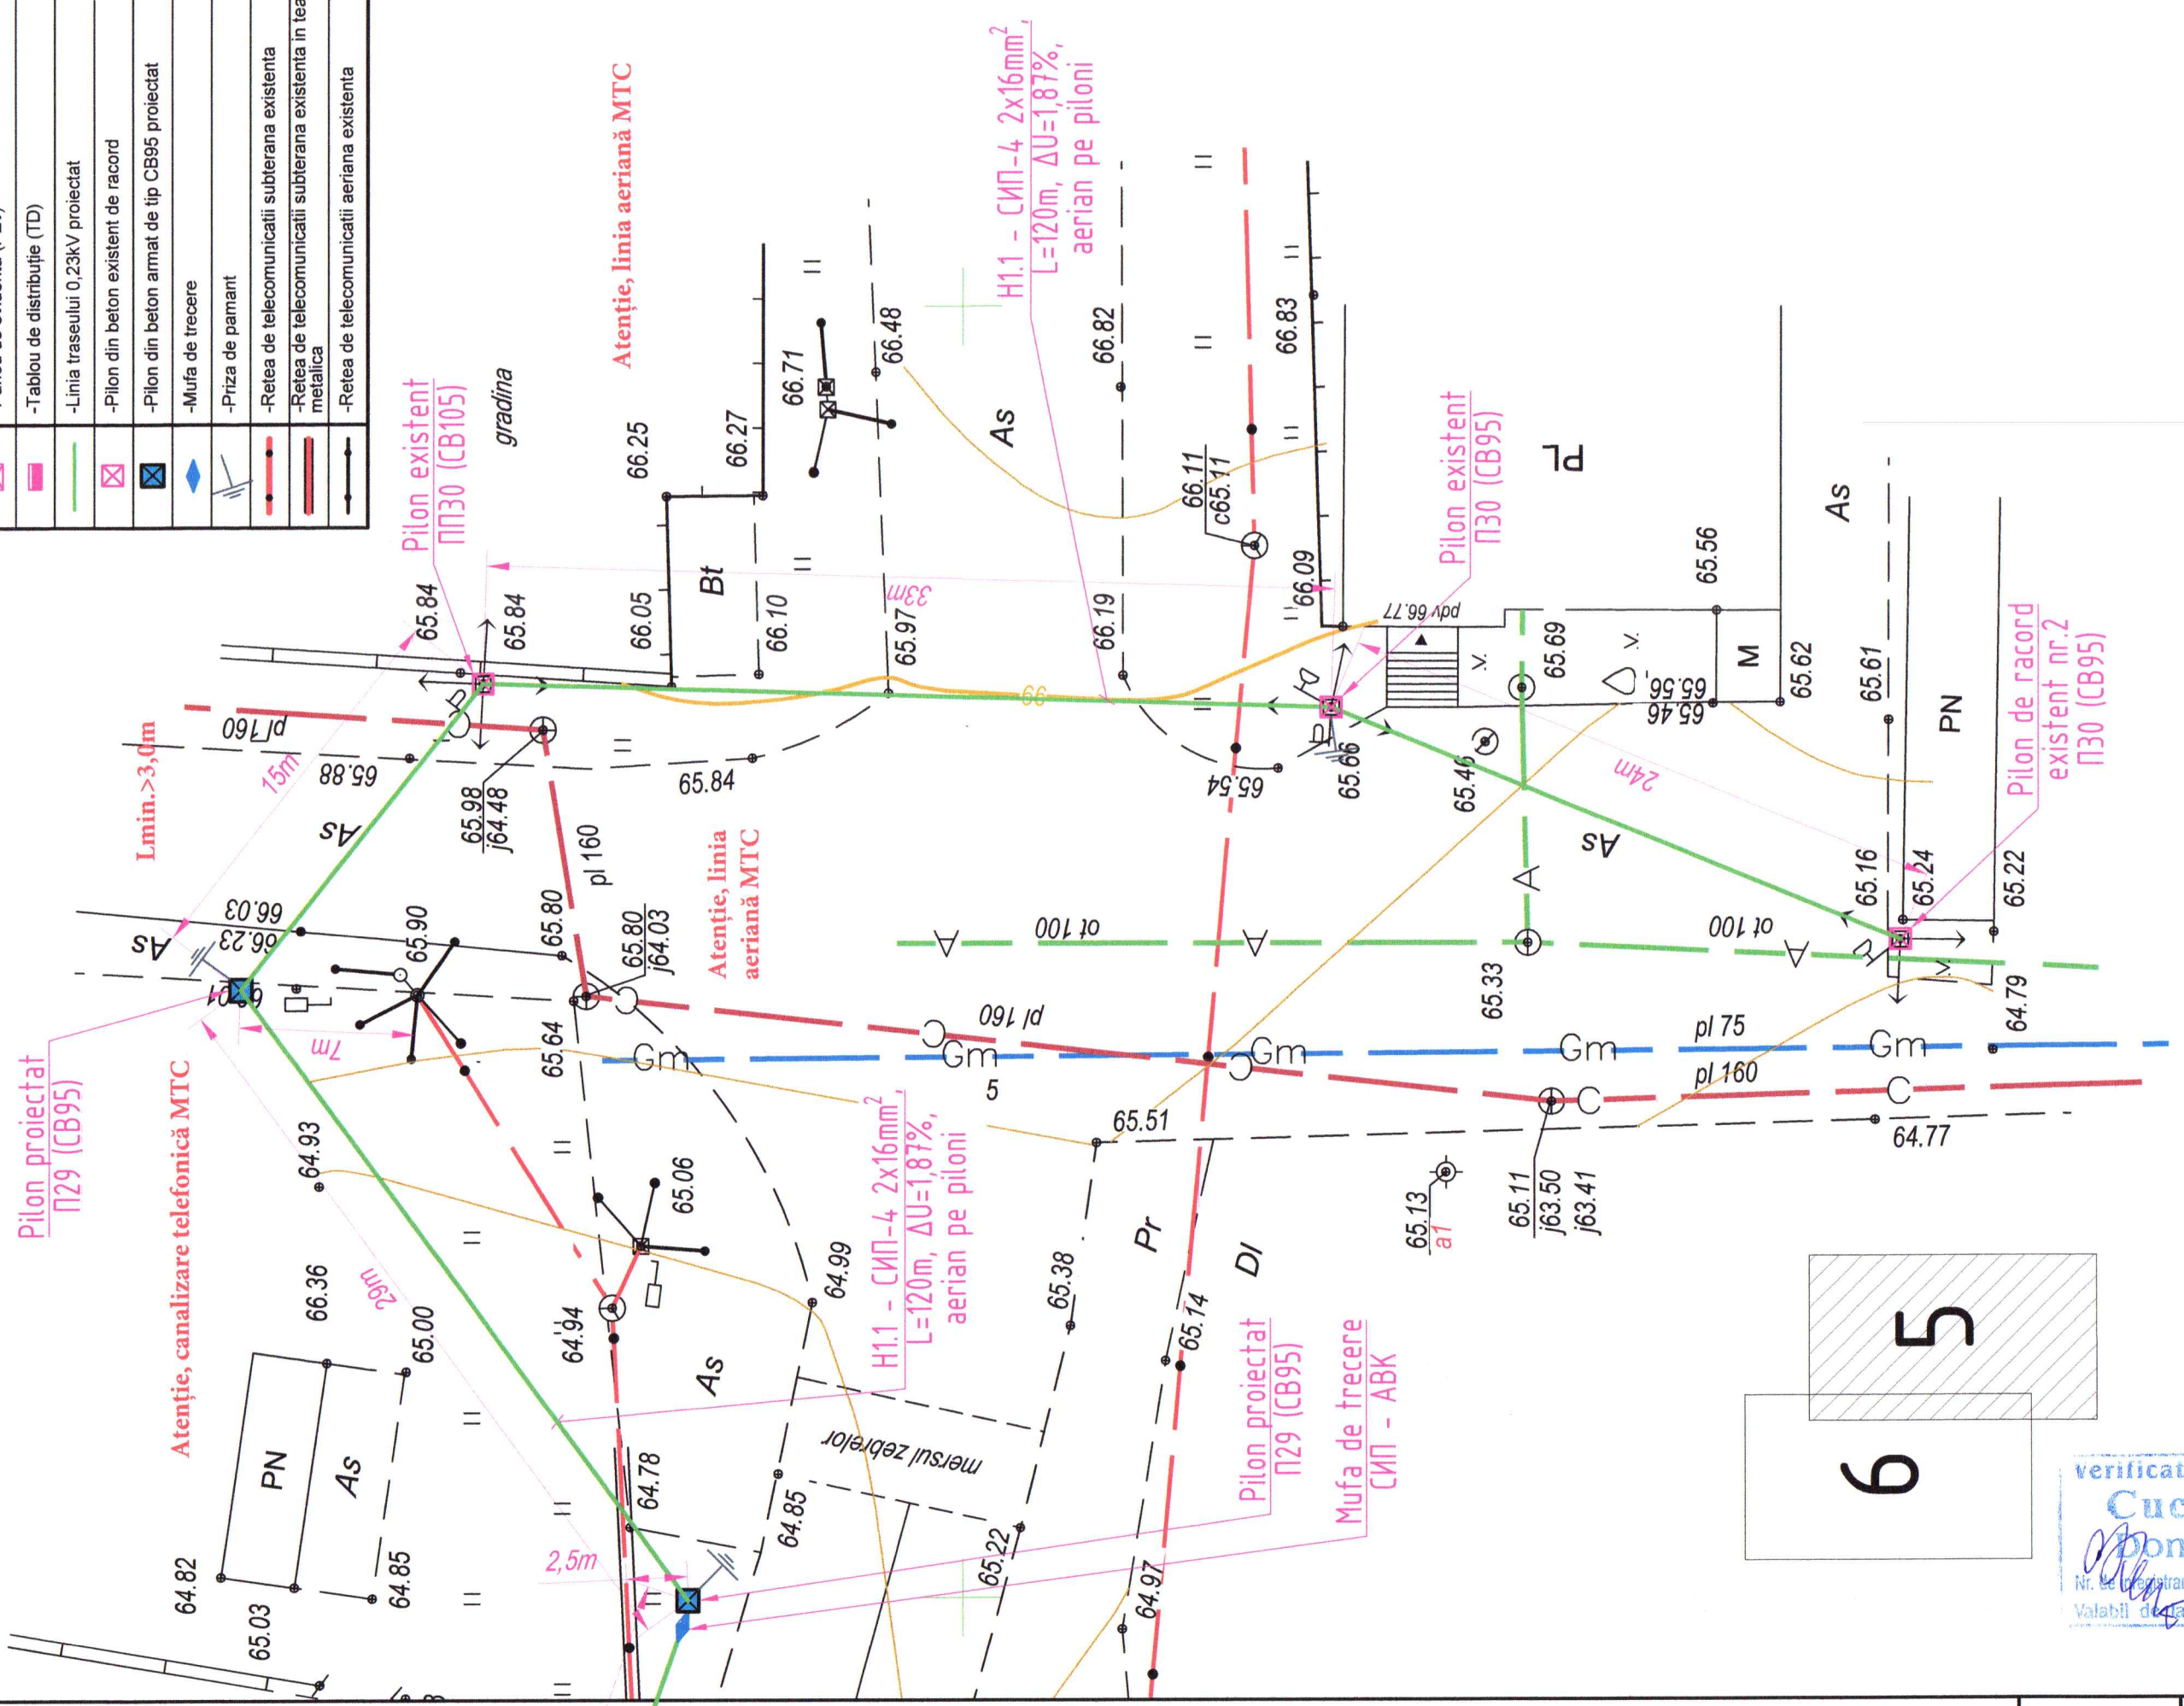 -Tablou de distribuție (TD)
-Linia traseului 0,23kV proiectat
-Pilon din beton existent de racord
-Pilon din beton armat de tip CB95 proiectat
-Mufa de trecere
-Priza de pamant
-Retea de telecomunicatii subterana existenta
-Retea de telecomunicatii subterana existenta in
metalica
-Retea de telecomunicatii aeriana existenta
Pilon existent
ПП30 (СВ105)
gradina
Atenție, linia aeriană MTC
H1.1 - СИП-4 2x16mm²,
L=120m, ΔU=1,87%,
aerian pe piloni
66.25
66.27
66.71
66.48
66.82
66.83
As
Bt
65.84
65.84
66.05
66.10
65.97
33m
66.19
66.11
c65.11
66.09
Pilon existent
П30 (СВ95)
PL
pdv 66.77
v.
65.69
v.
65.56
M
65.62
65.56
65.46
As
65.61
PN
Pilon de racord
existent nr.2
П30 (СВ95)
Lmin.>3,0m
15m
pl 160
65.88
As
65.98
j64.48
65.84
pl 160
66
65.54
65.66
65.46
24m
As
65.16
65.24
65.22
66.03
66.23
As
65.90
65.80
65.80
j64.03
Atenție, linia
aeriană MTC
ot 100
A
A
A
ot 100
A
65.33
v.
64.79
Pilon proiectat
П29 (СВ95)
7m
65.64
Gm
Gm
Gm
Gm
Gm
C
C
C
C
C
C
pl 160
5
pl 75
pl 160
64.77
Atenție, canalizare telefonică MTC
64.93
29m
66.36
65.00
64.94
65.06
64.99
H1.1 - СИП-4 2x16mm²,
L=120m, ΔU=1,87%,
aerian pe piloni
65.51
65.38
Pr
Dl
65.14
65.13
a1
65.11
j63.50
j63.41
PN
As
As
64.82
65.03
64.85
64.78
2,5m
64.85
mersul zebrelor
65.22
64.97
Pilon proiectat
П29 (СВ95)
Mufa de trecere
СИП - АВК
5
6